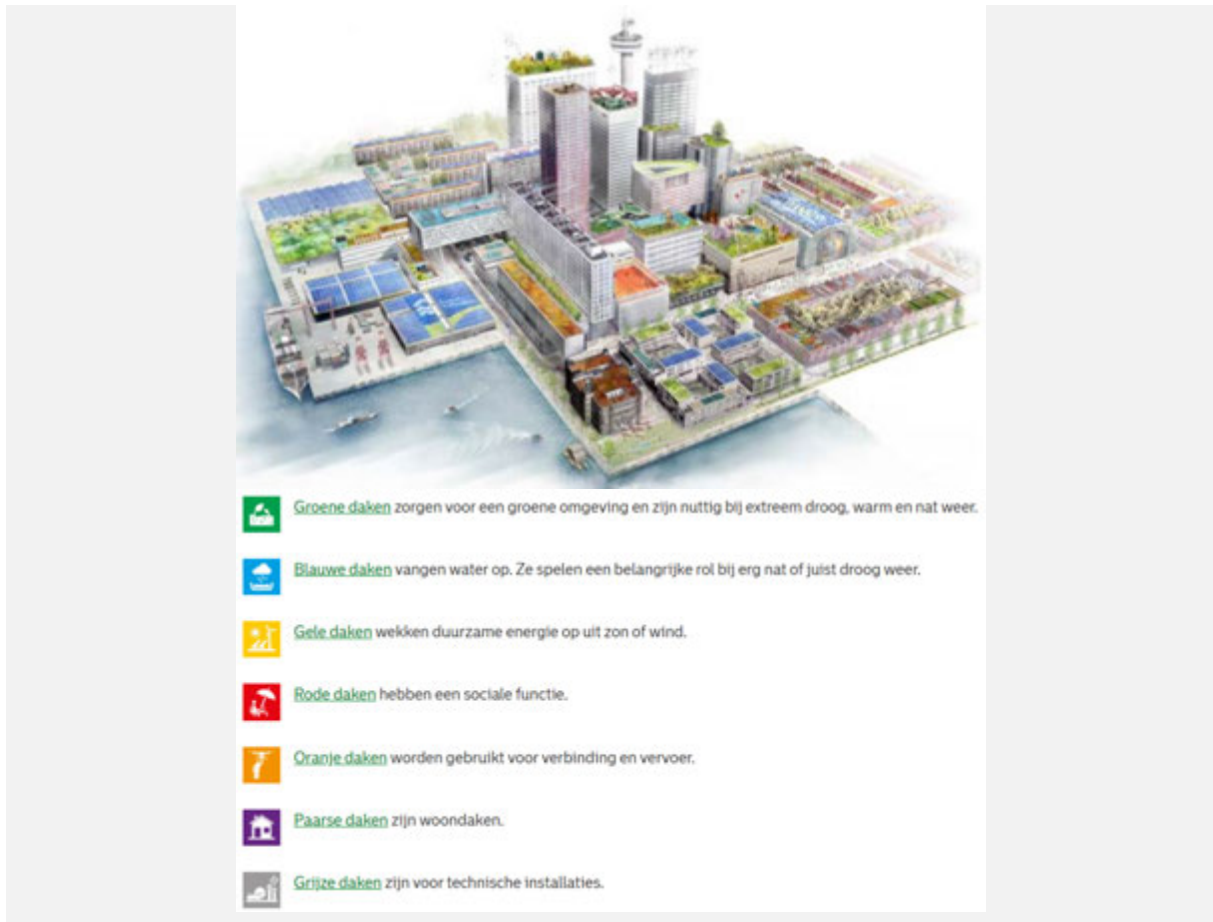 Groene daken zorgen voor een groene omgeving en zijn nuttig bij extreem droog, warm en nat weer.
Blauwe daken vangen water op. Ze spelen een belangrijke rol bij erg nat of juist droog weer.
Gele daken wekken duurzame energie op uit zon of wind.
Rode daken hebben een sociale functie.
Oranje daken worden gebruikt voor verbinding en vervoer.
Paarse daken zijn woondaken.
Grijze daken zijn voor technische installaties.